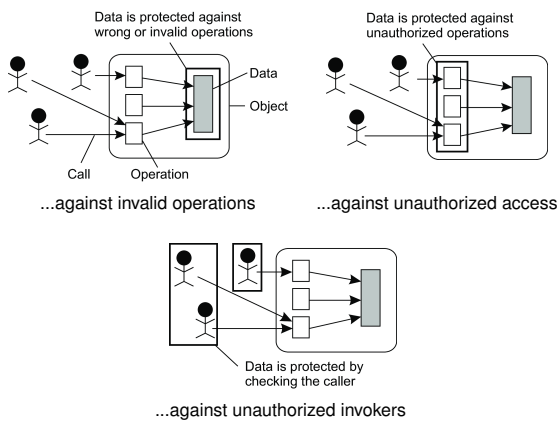 Data is protected against
wrong or invalid operations
Data
Object
Call
Operation
...against invalid operations
Data is protected against
unauthorized operations
...against unauthorized access
Data is protected by
checking the caller
...against unauthorized invokers